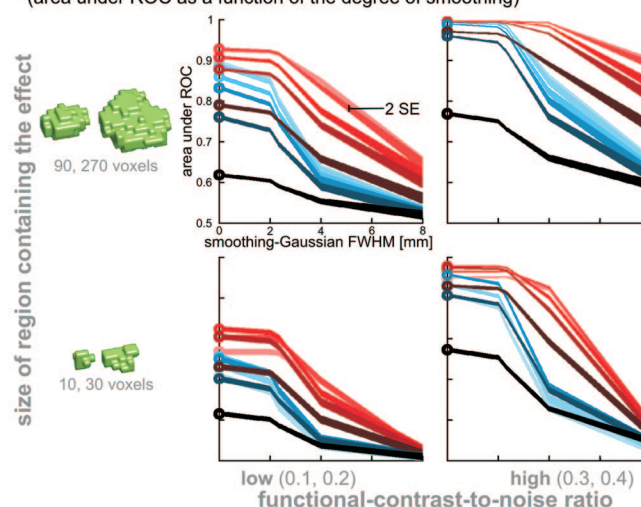 (area under ROC as a function of the degree of smoothing)
size of region containing the effect
90, 270 voxels
10, 30 voxels
area under ROC
1
0.9
0.8
0.7
0.6
0.5
2 SE
0 2 4 6 8
smoothing-Gaussian FWHM [mm]
low (0.1, 0.2)
high (0.3, 0.4)
functional-contrast-to-noise ratio